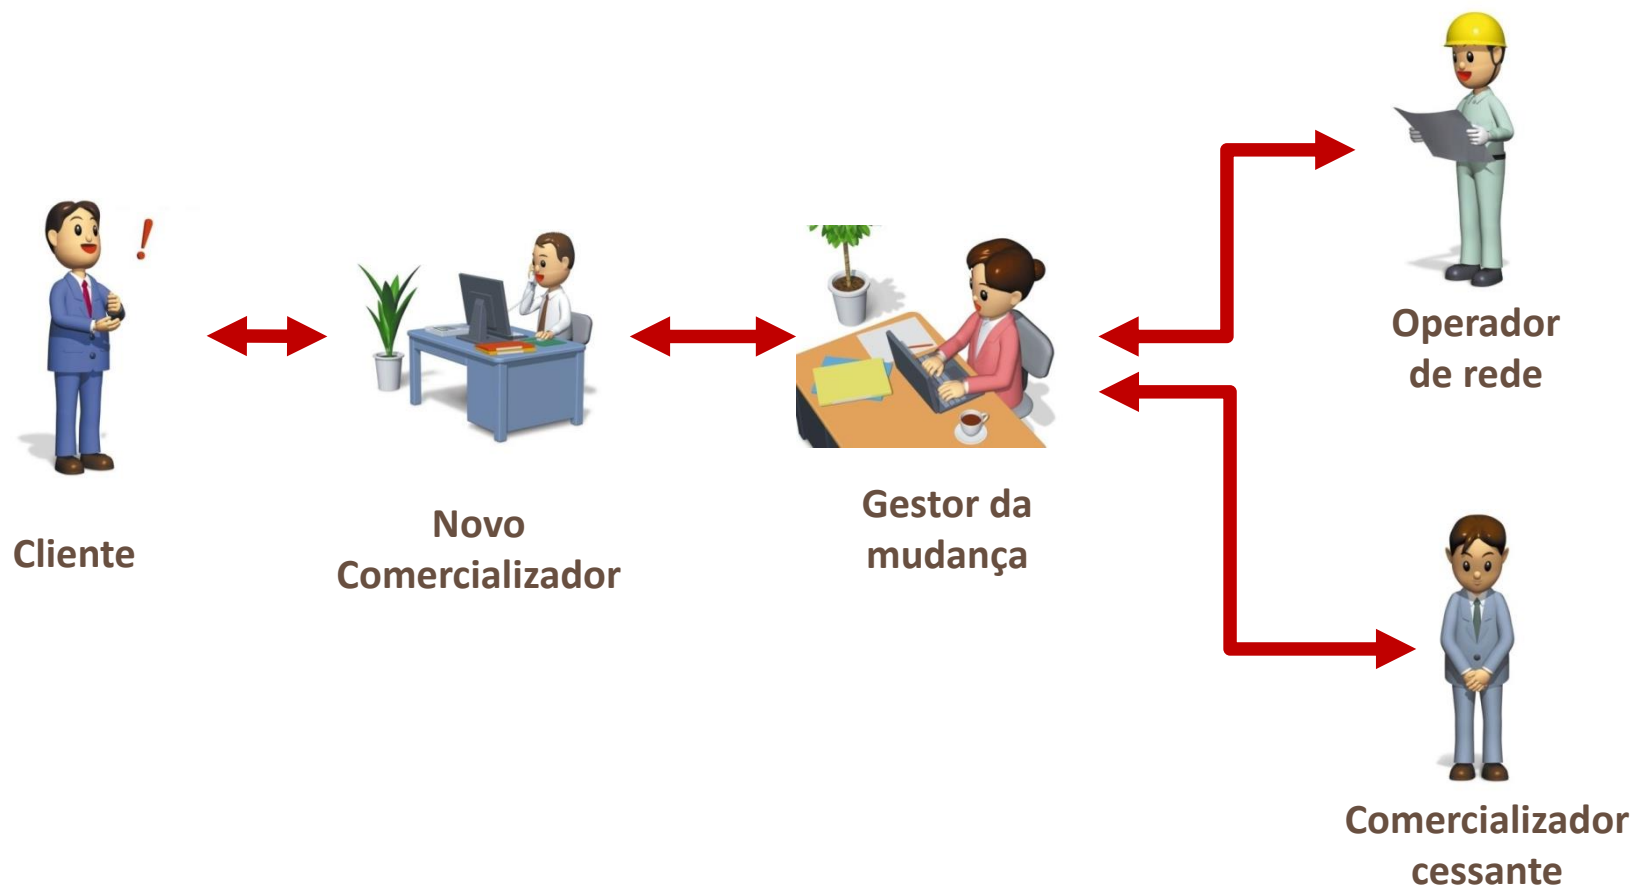 Cliente
Novo
Comercializador
Gestor da
mudança
Operador
de rede
Comercializador
cessante